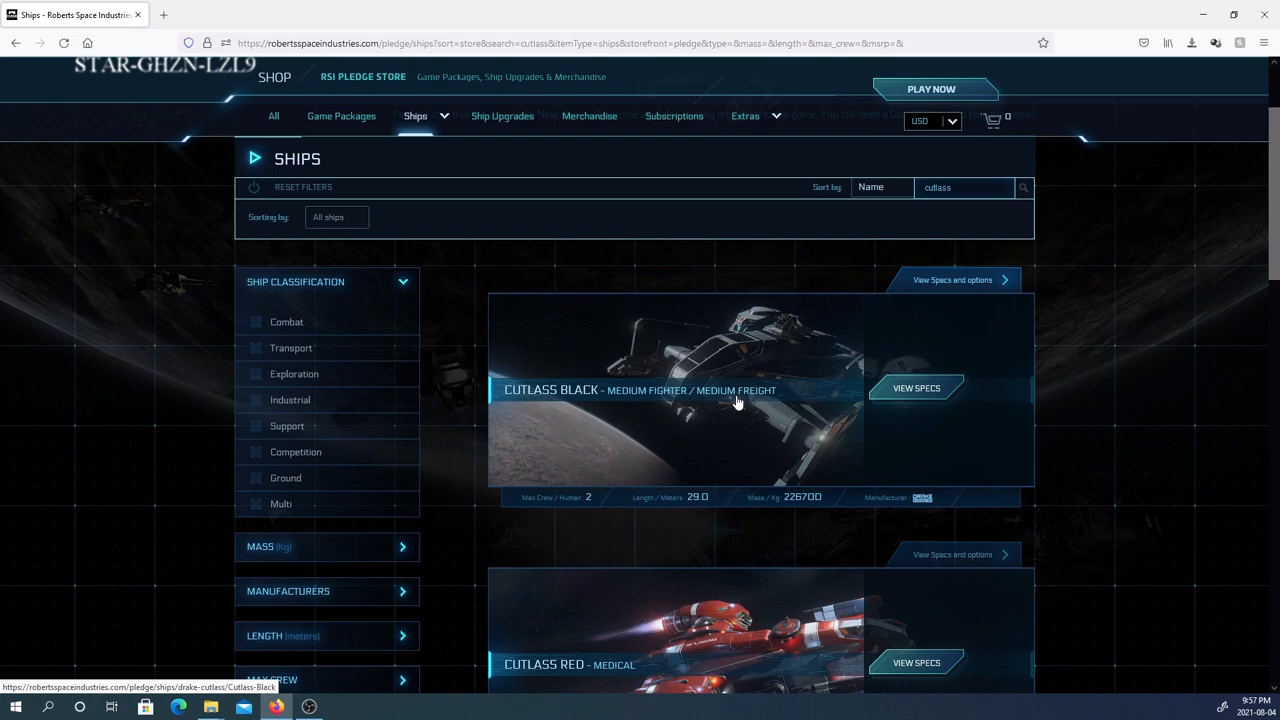 Ships - Roberts Space Industries
https://robertsspaceindustries.com/pledge/ships?sort=store&search=cutlass&itemType=ships&storefront=pledge&type=&mass=&length=&max_crew=&msrp=&
STAR-GHZN-LZL9
SHOP
RSI PLEDGE STORE
Game Packages, Ship Upgrades & Merchandise
PLAY NOW
All
Game Packages
Ships
Ship Upgrades
Merchandise
Subscriptions
Extras
USD
0
SHIPS
RESET FILTERS
Sort by:
Name
cutlass
Sorting by:
All ships
SHIP CLASSIFICATION
Combat
Transport
Exploration
Industrial
Support
Competition
Ground
Multi
MASS (Kg)
MANUFACTURERS
LENGTH (meters)
MAX CREW
View Specs and options
CUTLASS BLACK - MEDIUM FIGHTER / MEDIUM FREIGHT
VIEW SPECS
Max Crew / Human : 2
Length / Meters : 29.0
Mass / Kg : 226700
Manufacturer :
View Specs and options
CUTLASS RED - MEDICAL
VIEW SPECS
https://robertsspaceindustries.com/pledge/ships/drake-cutlass/Cutlass-Black
9:57 PM
2021-08-04